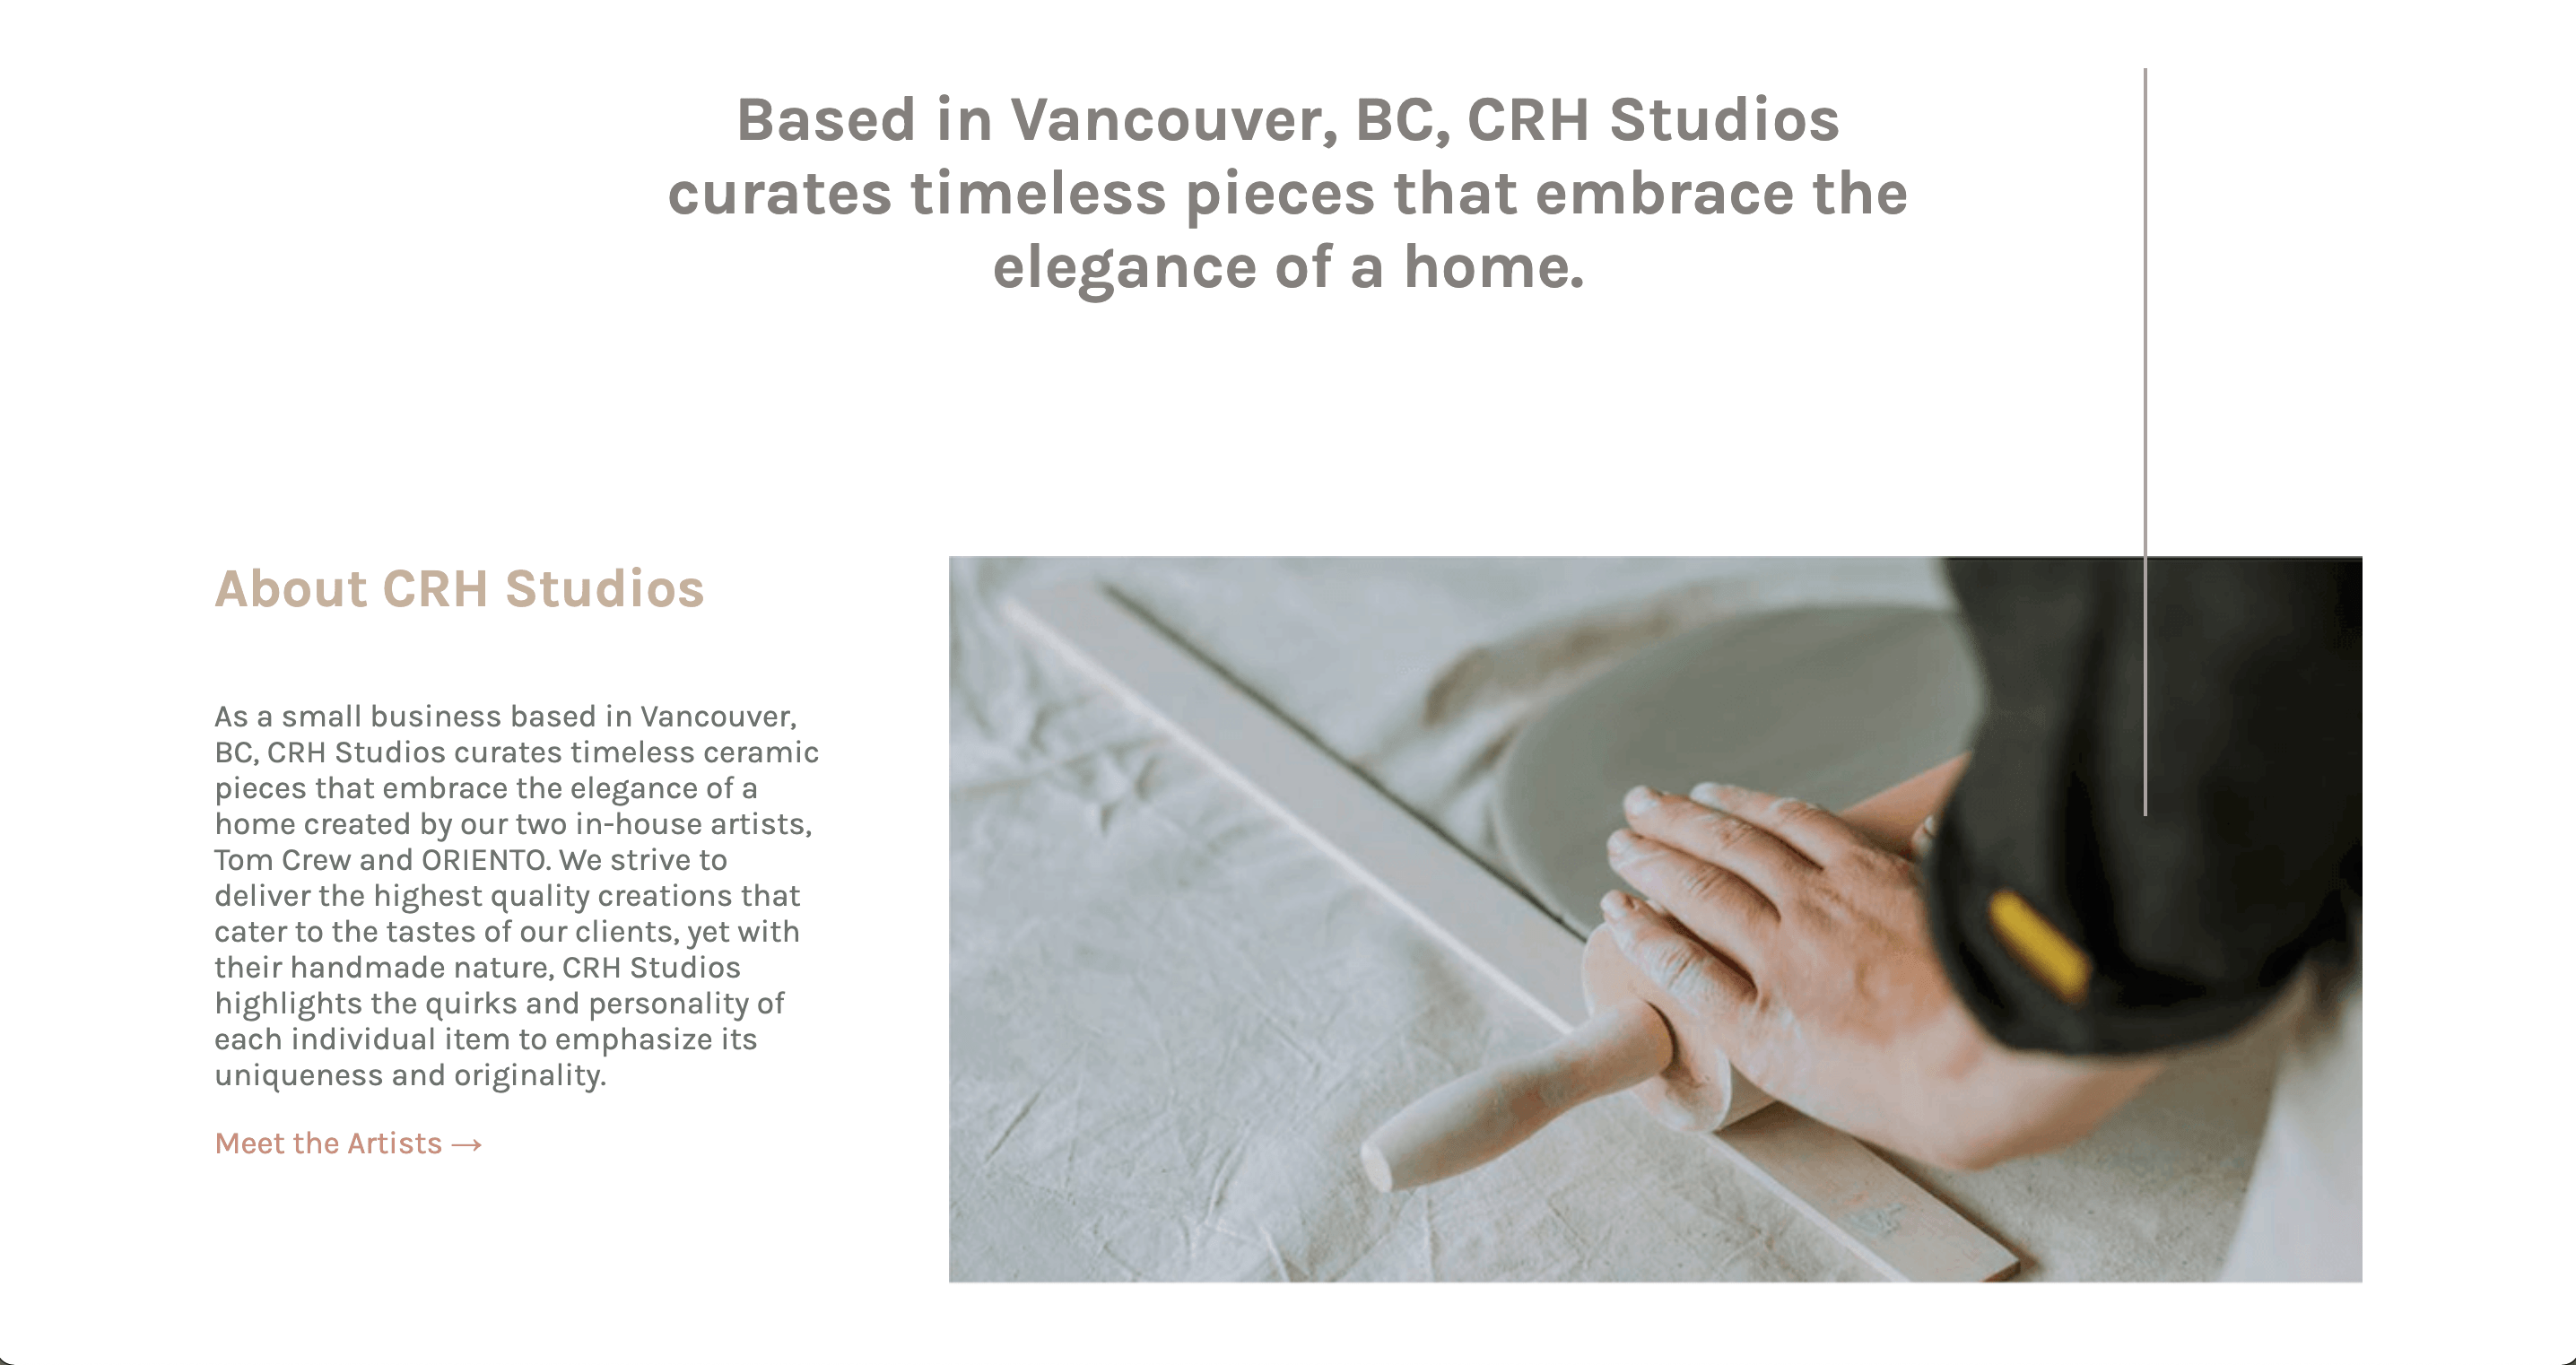 Based in Vancouver, BC, CRH Studios
curates timeless pieces that embrace the
elegance of a home.
About CRH Studios
As a small business based in Vancouver,
BC, CRH Studios curates timeless ceramic
pieces that embrace the elegance of a
home created by our two in-house artists,
Tom Crew and ORIENTO. We strive to
deliver the highest quality creations that
cater to the tastes of our clients, yet with
their handmade nature, CRH Studios
highlights the quirks and personality of
each individual item to emphasize its
uniqueness and originality.
Meet the Artists →